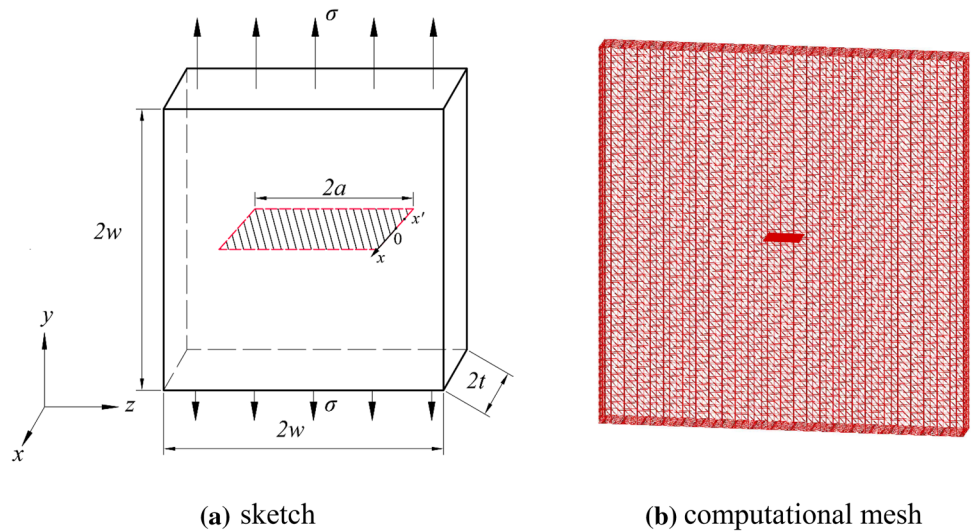 σ
2a
2w
x'
0
x
y
z
x
2t
σ
2w
(a) sketch
(b) computational mesh